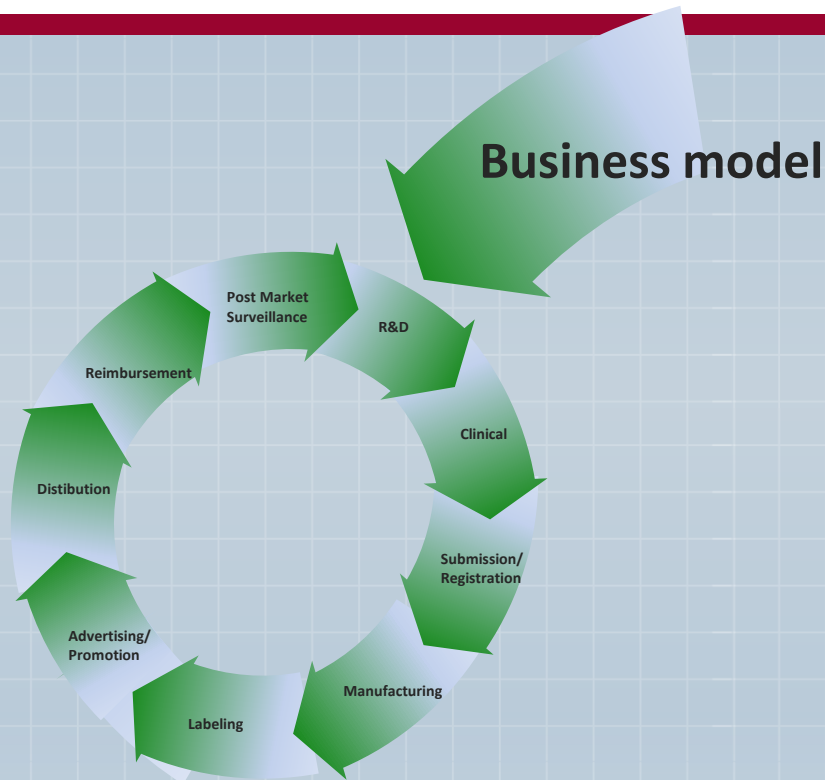 Business model
Post Market
Surveillance
R&D
Clinical
Submission/
Registration
Manufacturing
Labeling
Advertising/
Promotion
Distibution
Reimbursement